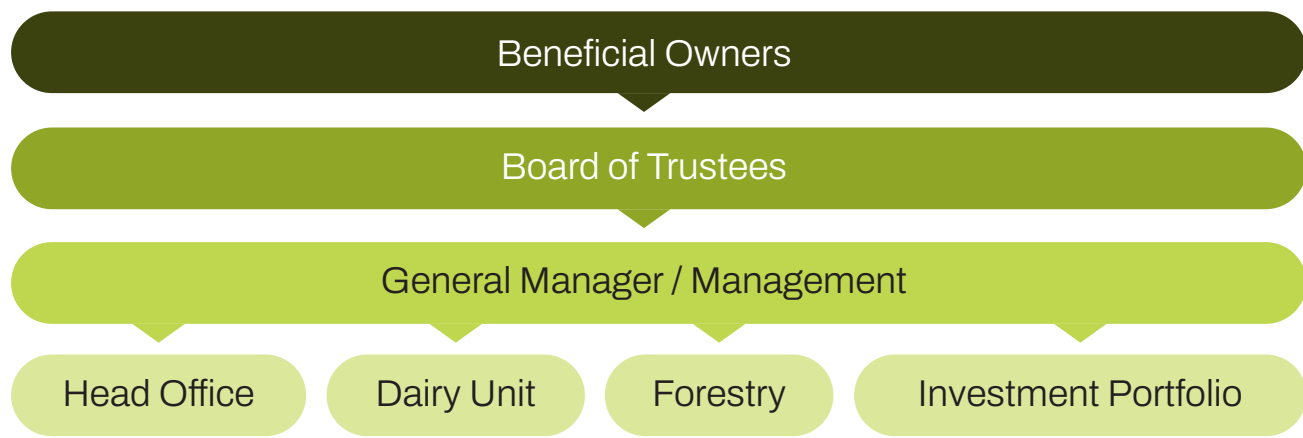 Beneficial Owners
Board of Trustees
General Manager / Management
Head Office
Dairy Unit
Forestry
Investment Portfolio